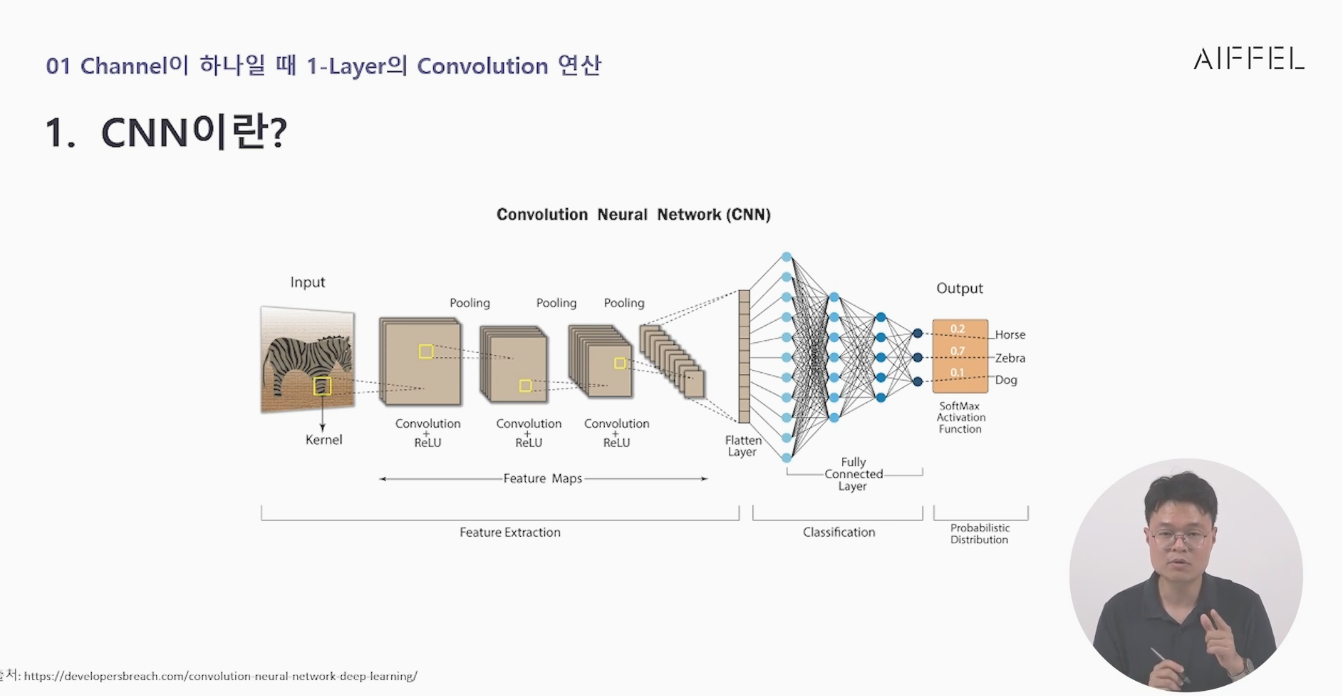 01 Channel이 하나일 때 1-Layer의 Convolution 연산
AIFFEL
1. CNN이란?
Convolution Neural Network (CNN)
Input
Pooling
Pooling
Pooling
Output
0.2
Horse
0.7
Zebra
0.1
Dog
Kernel
Convolution
+
ReLU
Convolution
+
ReLU
Convolution
+
ReLU
Flatten
Layer
SoftMax
Activation
Function
Feature Maps
Fully
Connected
Layer
Feature Extraction
Classification
Probabilistic
Distribution
출처: https://developersbreach.com/convolution-neural-network-deep-learning/